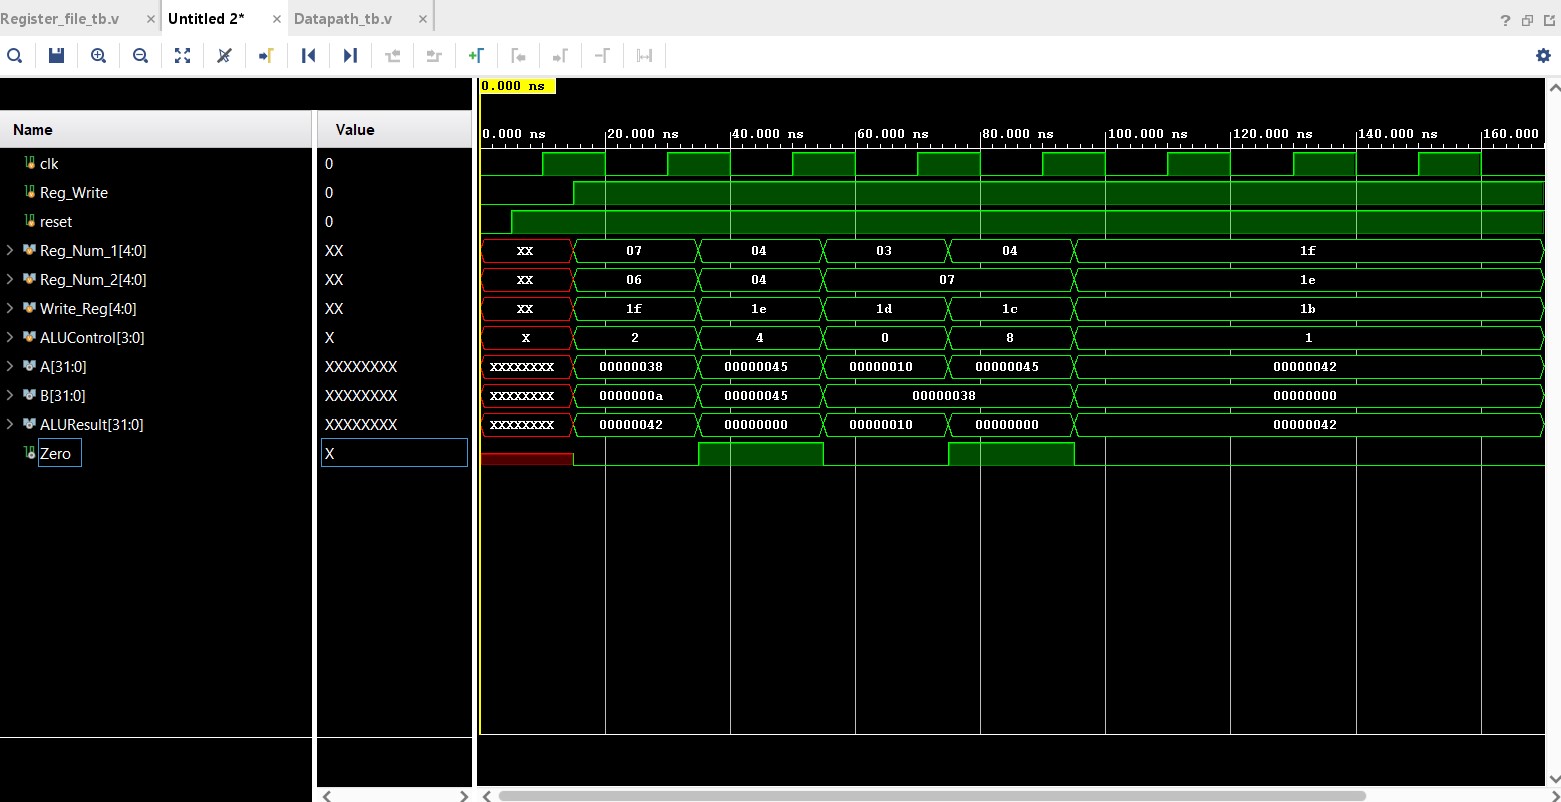 Register_file_tb.v × Untitled 2* × Datapath_tb.v ×
?
0.000 ns
Name Value
0.000 ns 20.000 ns 40.000 ns 60.000 ns 80.000 ns 100.000 ns 120.000 ns 140.000 ns 160.000
clk 0
Reg_Write 0
reset 0
Reg_Num_1[4:0] XX XX 07 04 03 04 1f
Reg_Num_2[4:0] XX XX 06 04 07 1e
Write_Reg[4:0] XX XX 1f 1e 1d 1c 1b
ALUControl[3:0] X X 2 4 0 8 1
A[31:0] XXXXXXXX XXXXXXXX 00000038 00000045 00000010 00000045 00000042
B[31:0] XXXXXXXX XXXXXXXX 0000000a 00000045 00000038 00000000
ALUResult[31:0] XXXXXXXX XXXXXXXX 00000042 00000000 00000010 00000000 00000042
Zero X